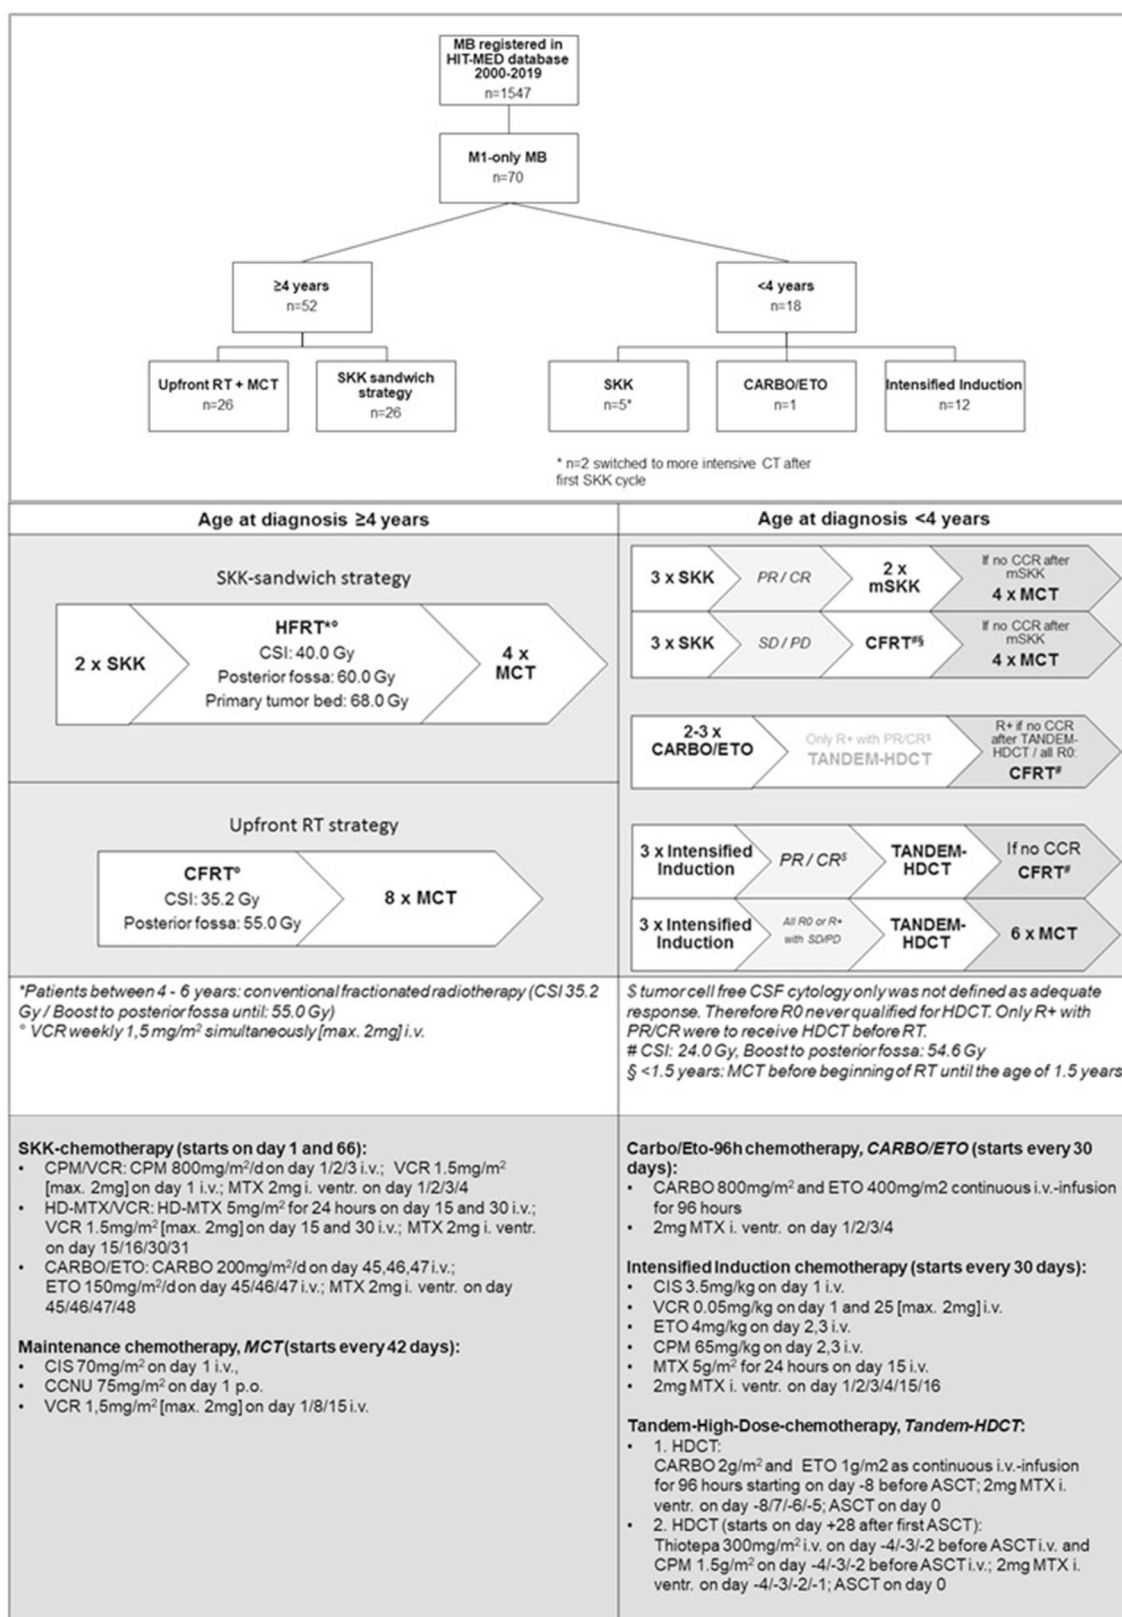 MB registered in
HIT-MED database
2000-2019
n=1547
M1-only MB
n=70
≥4 years
n=52
<4 years
n=18
Upfront RT + MCT
n=26
SKK sandwich
strategy
n=26
SKK
n=5*
CARBO/ETO
n=1
Intensified Induction
n=12
* n=2 switched to more intensive CT after
first SKK cycle
Age at diagnosis ≥4 years
SKK-sandwich strategy
2 x SKK
HFRT*°
CSI: 40.0 Gy
Posterior fossa: 60.0 Gy
Primary tumor bed: 68.0 Gy
4 x
MCT
Upfront RT strategy
CFRT°
CSI: 35.2 Gy
Posterior fossa: 55.0 Gy
8 x MCT
*Patients between 4 - 6 years: conventional fractionated radiotherapy (CSI 35.2
Gy / Boost to posterior fossa until: 55.0 Gy)
° VCR weekly 1,5 mg/m² simultaneously [max. 2mg] i.v.
Age at diagnosis <4 years
3 x SKK
PR / CR
2 x
mSKK
If no CCR after
mSKK
4 x MCT
3 x SKK
SD / PD
CFRT#§
If no CCR after
mSKK
4 x MCT
2-3 x
CARBO/ETO
Only R+ with PR/CR$
TANDEM-HDCT
R+ if no CCR
after TANDEM-
HDCT / all R0:
CFRT#
3 x Intensified
Induction
PR / CR$
TANDEM-
HDCT
If no CCR
CFRT#
3 x Intensified
Induction
All R0 or R+
with SD/PD
TANDEM-
HDCT
6 x MCT
$ tumor cell free CSF cytology only was not defined as adequate
response. Therefore R0 never qualified for HDCT. Only R+ with
PR/CR were to receive HDCT before RT.
# CSI: 24.0 Gy, Boost to posterior fossa: 54.6 Gy
§ <1.5 years: MCT before beginning of RT until the age of 1.5 years
SKK-chemotherapy (starts on day 1 and 66):
• CPM/VCR: CPM 800mg/m²/d on day 1/2/3 i.v.; VCR 1.5mg/m²
[max. 2mg] on day 1 i.v.; MTX 2mg i. ventr. on day 1/2/3/4
• HD-MTX/VCR: HD-MTX 5mg/m² for 24 hours on day 15 and 30 i.v.;
VCR 1.5mg/m² [max. 2mg] on day 15 and 30 i.v.; MTX 2mg i. ventr.
on day 15/16/30/31
• CARBO/ETO: CARBO 200mg/m²/d on day 45,46,47 i.v.;
ETO 150mg/m²/d on day 45/46/47 i.v.; MTX 2mg i. ventr. on day
45/46/47/48
Maintenance chemotherapy, MCT (starts every 42 days):
• CIS 70mg/m² on day 1 i.v.,
• CCNU 75mg/m² on day 1 p.o.
• VCR 1,5mg/m² [max. 2mg] on day 1/8/15 i.v.
Carbo/Eto-96h chemotherapy, CARBO/ETO (starts every 30
days):
• CARBO 800mg/m² and ETO 400mg/m2 continuous i.v.-infusion
for 96 hours
• 2mg MTX i. ventr. on day 1/2/3/4
Intensified Induction chemotherapy (starts every 30 days):
• CIS 3.5mg/kg on day 1 i.v.
• VCR 0.05mg/kg on day 1 and 25 [max. 2mg] i.v.
• ETO 4mg/kg on day 2,3 i.v.
• CPM 65mg/kg on day 2,3 i.v.
• MTX 5g/m² for 24 hours on day 15 i.v.
• 2mg MTX i. ventr. on day 1/2/3/4/15/16
Tandem-High-Dose-chemotherapy, Tandem-HDCT:
• 1. HDCT:
CARBO 2g/m² and ETO 1g/m2 as continuous i.v.-infusion
for 96 hours starting on day -8 before ASCT; 2mg MTX i.
ventr. on day -8/7/-6/-5; ASCT on day 0
• 2. HDCT (starts on day +28 after first ASCT):
Thiotepa 300mg/m² i.v. on day -4/-3/-2 before ASCT i.v. and
CPM 1.5g/m² on day -4/-3/-2 before ASCT i.v.; 2mg MTX i.
ventr. on day -4/-3/-2/-1; ASCT on day 0